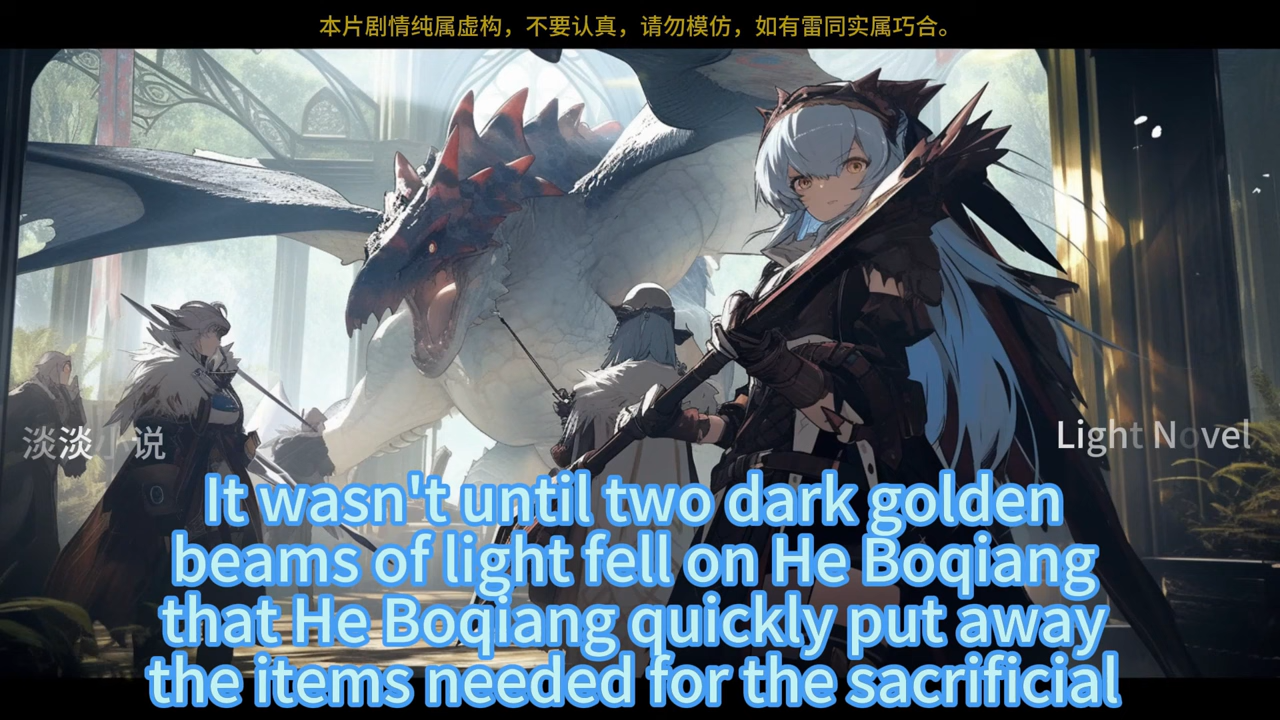 本片剧情纯属虚构，不要认真，请勿模仿，如有雷同实属巧合。
淡淡小说
Light Novel
It wasn't until two dark golden
beams of light fell on He Boqiang
that He Boqiang quickly put away
the items needed for the sacrificial